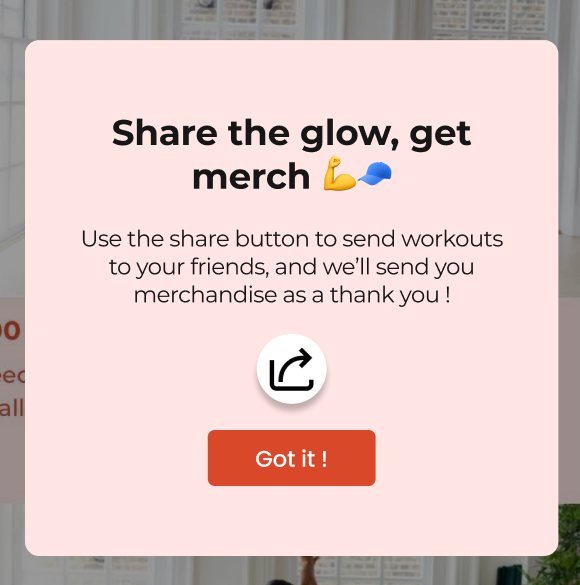 Share the glow, get
merch 💪🧢
Use the share button to send workouts
to your friends, and we’ll send you
merchandise as a thank you !
Got it !